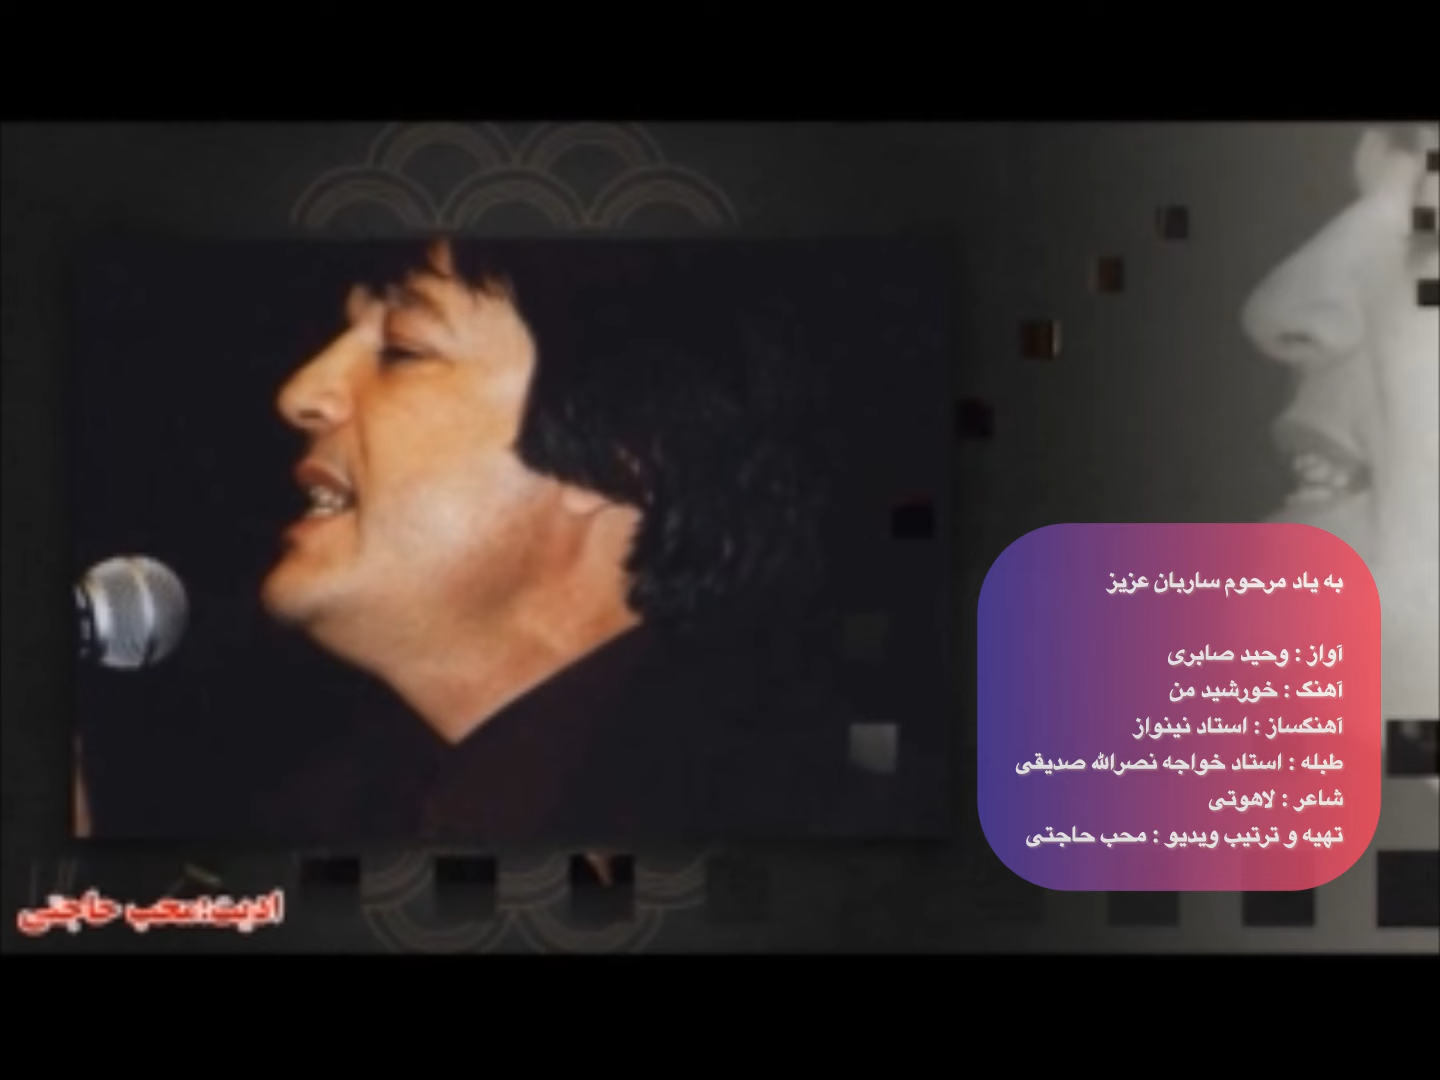 به یاد مرحوم ساربان عزیز
آواز : وحید صابری
آهنگ : خورشید من
آهنگساز : استاد نینواز
طبله : استاد خواجه نصرالله صدیقی
شاعر : لاهوتی
تهیه و ترتیب ویدیو : محب حاجتی
ادیت:محب حاجتی